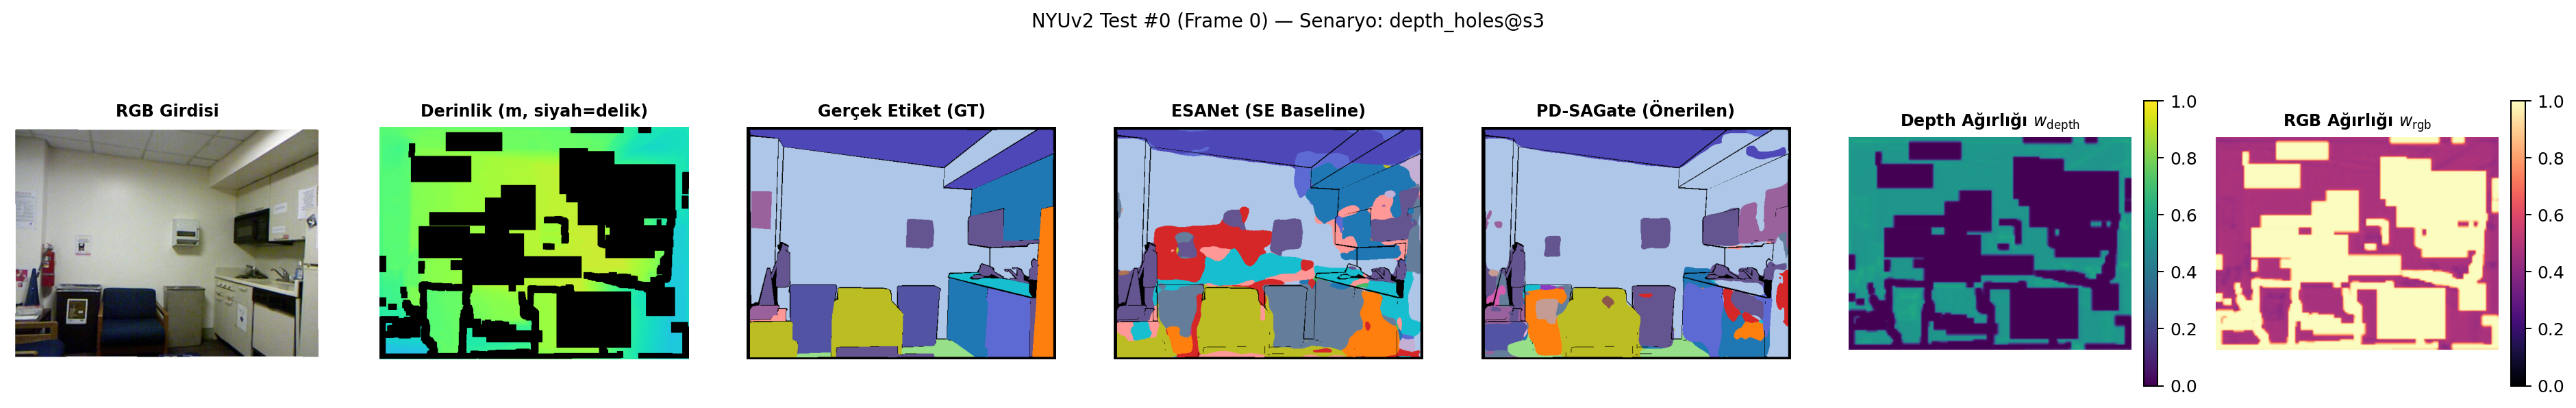 NYUv2 Test #0 (Frame 0) — Senaryo: depth_holes@s3
RGB Girdisi
Derinlik (m, siyah=delik)
Gerçek Etiket (GT)
ESANet (SE Baseline)
PD-SAGate (Önerilen)
Depth Ağırlığı w_depth
1.0
0.8
0.6
0.4
0.2
0.0
RGB Ağırlığı w_rgb
1.0
0.8
0.6
0.4
0.2
0.0